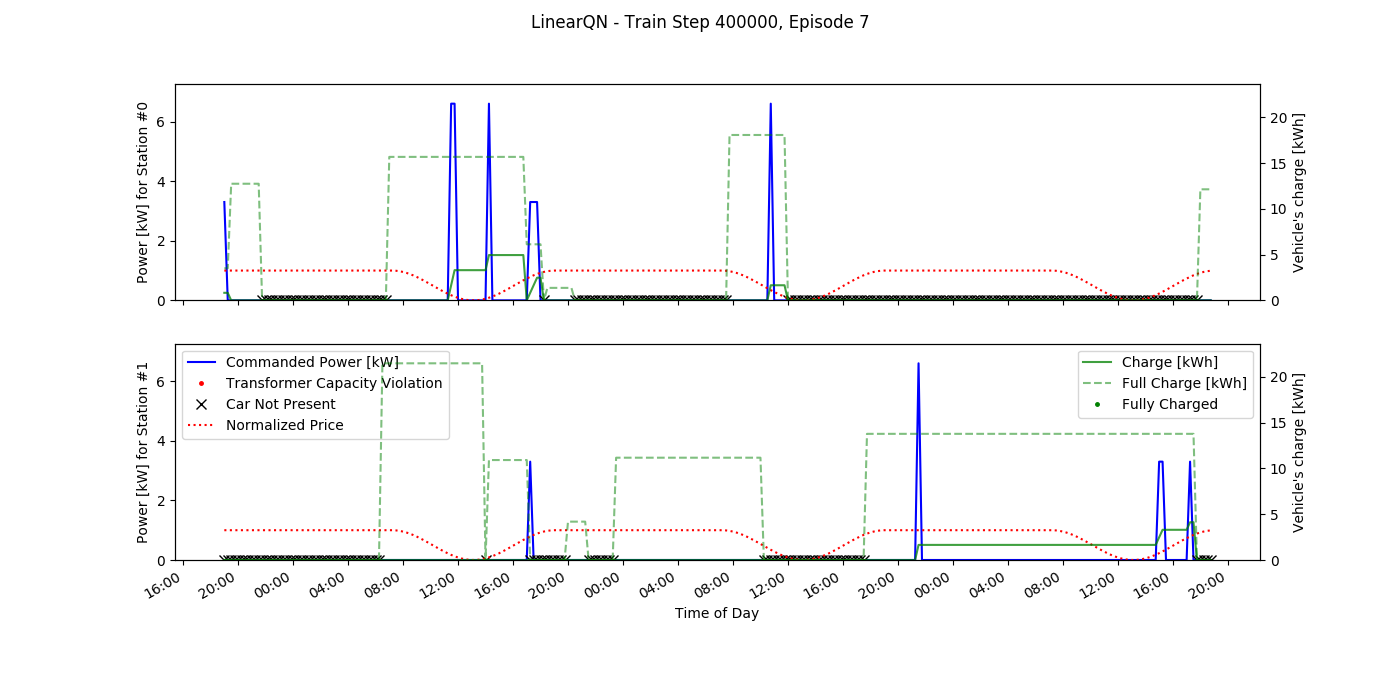 LinearQN - Train Step 400000, Episode 7
Power [kW] for Station #0
0
2
4
6
0
5
10
15
20
Vehicle's charge [kWh]
Power [kW] for Station #1
0
2
4
6
Commanded Power [kW]
Transformer Capacity Violation
Car Not Present
Normalized Price
Charge [kWh]
Full Charge [kWh]
Fully Charged
0
5
10
15
20
Vehicle's charge [kWh]
16:00 20:00 00:00 04:00 08:00 12:00 16:00 20:00 00:00 04:00 08:00 12:00 16:00 20:00 00:00 04:00 08:00 12:00 16:00 20:00
Time of Day